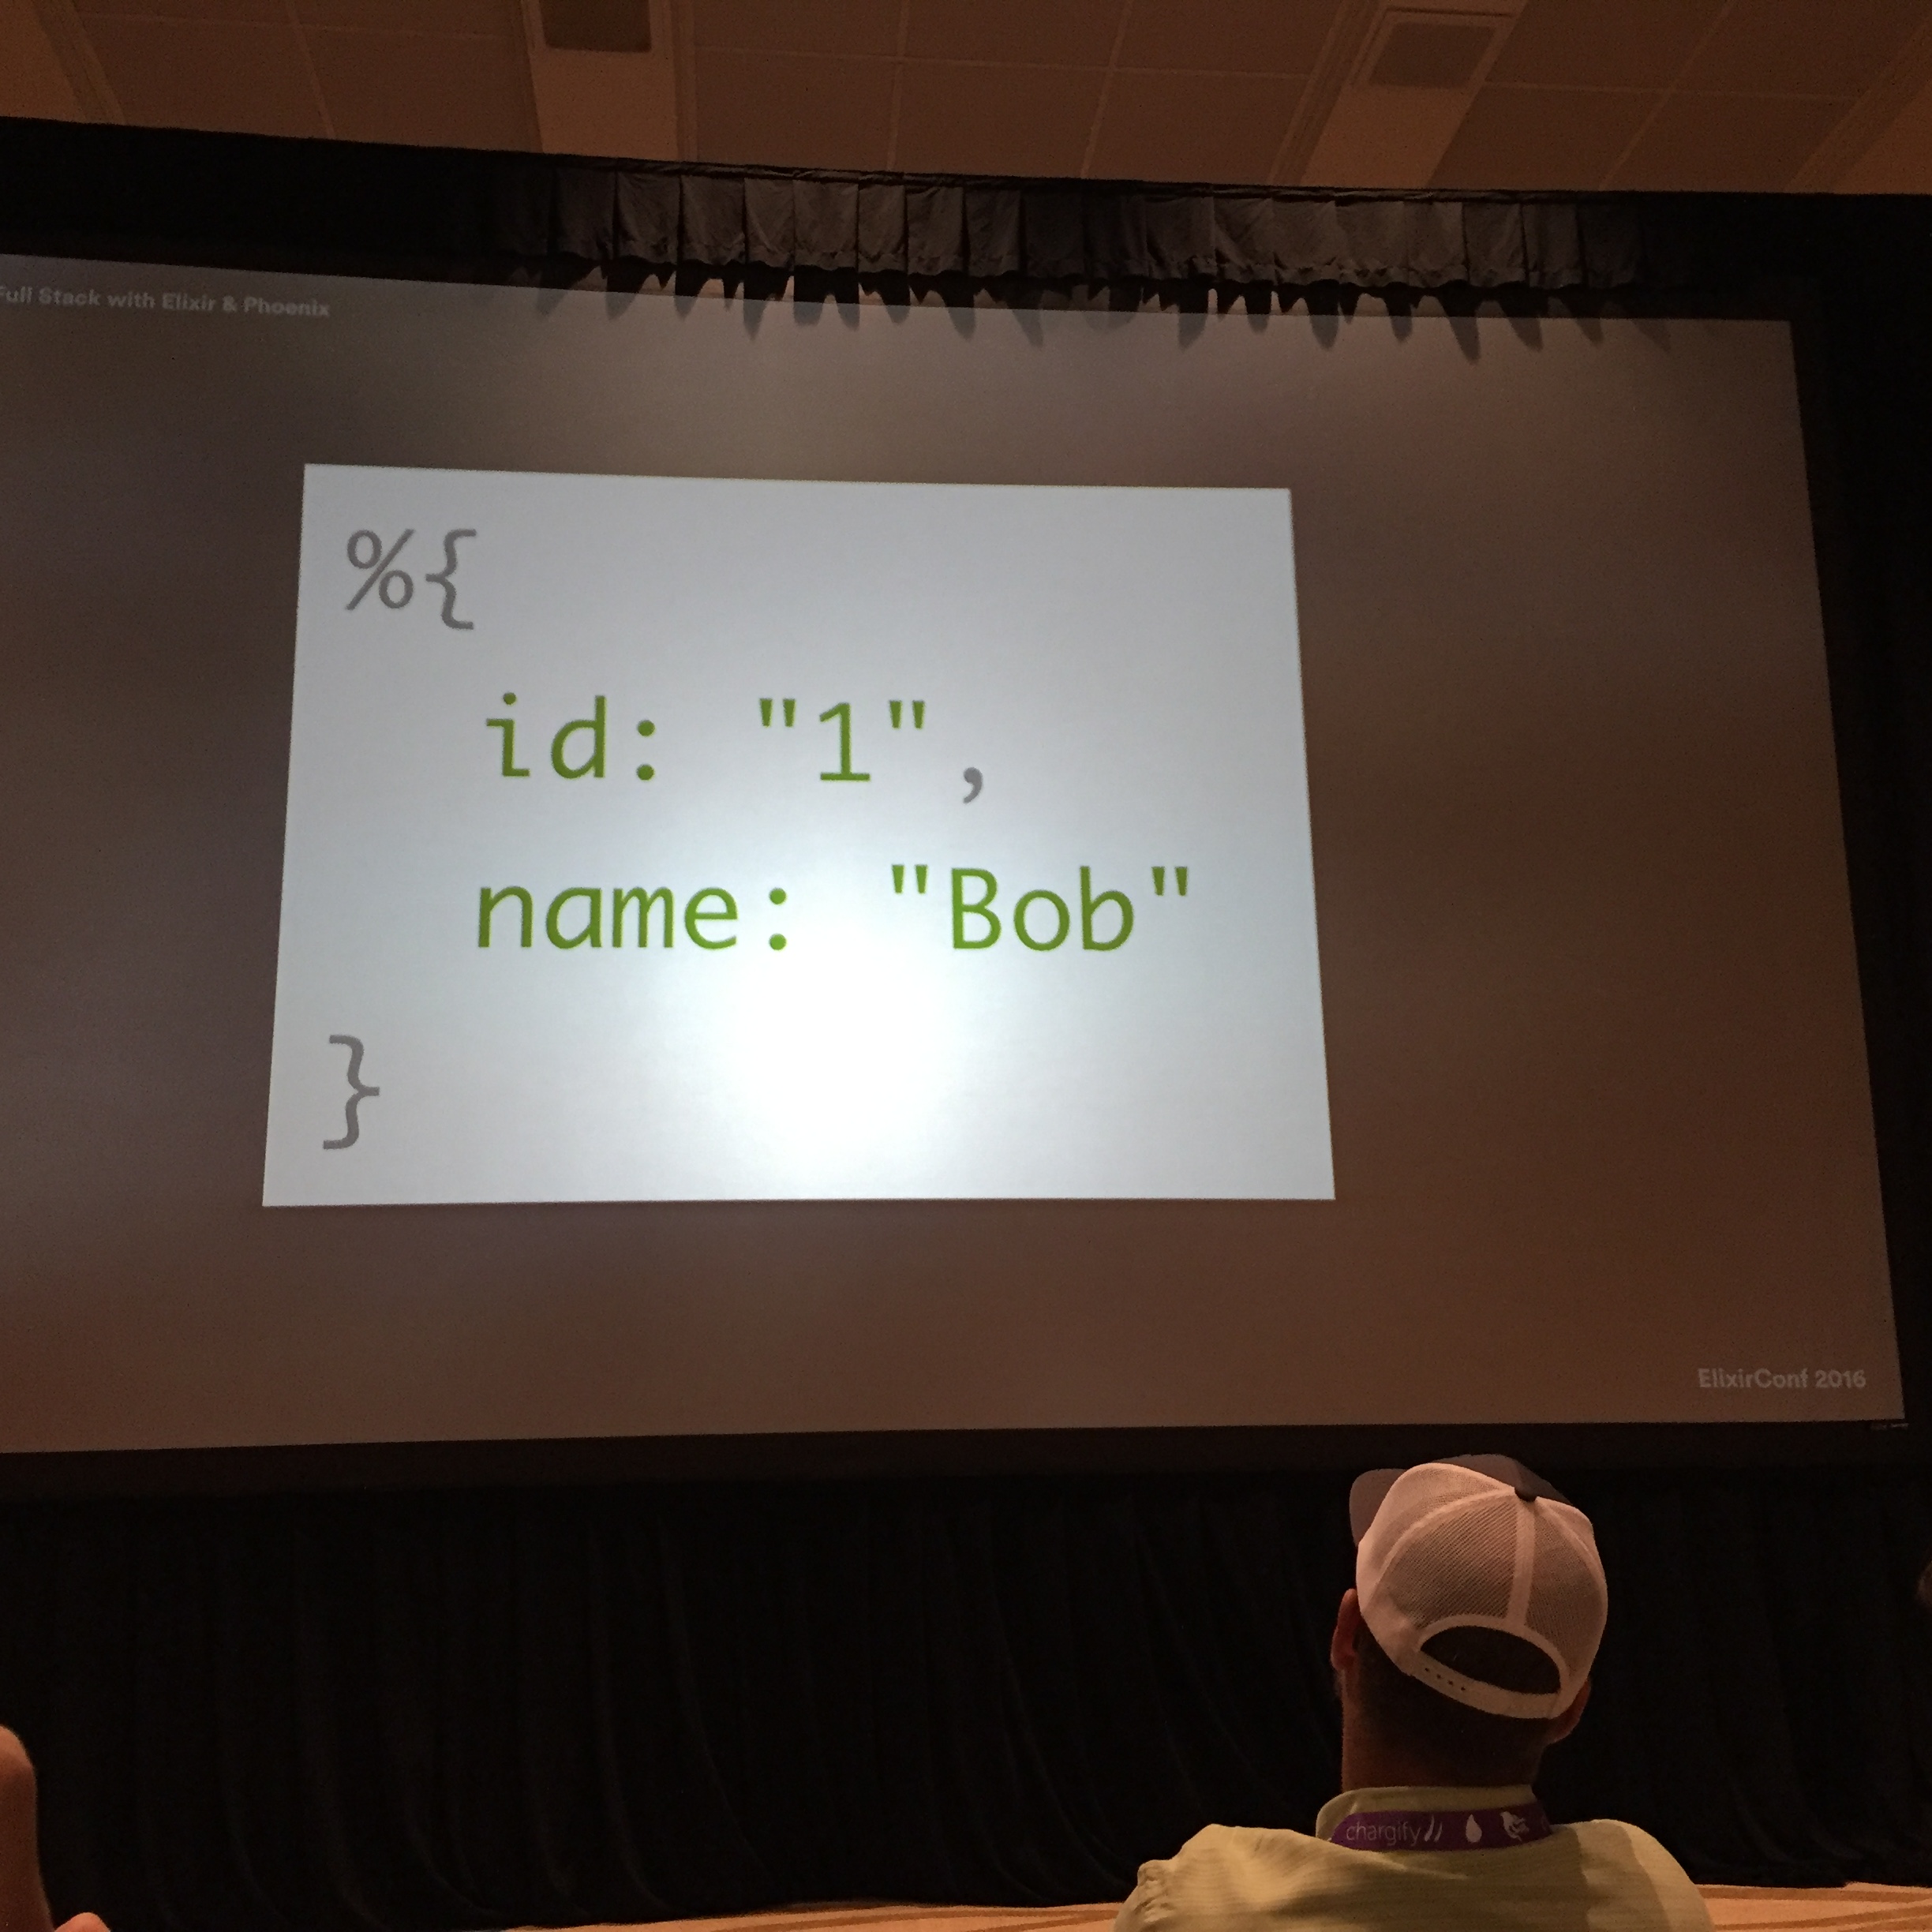 Full Stack with Elixir & Phoenix
%{
id: "1",
name: "Bob"
}
ElixirConf 2016
chargify